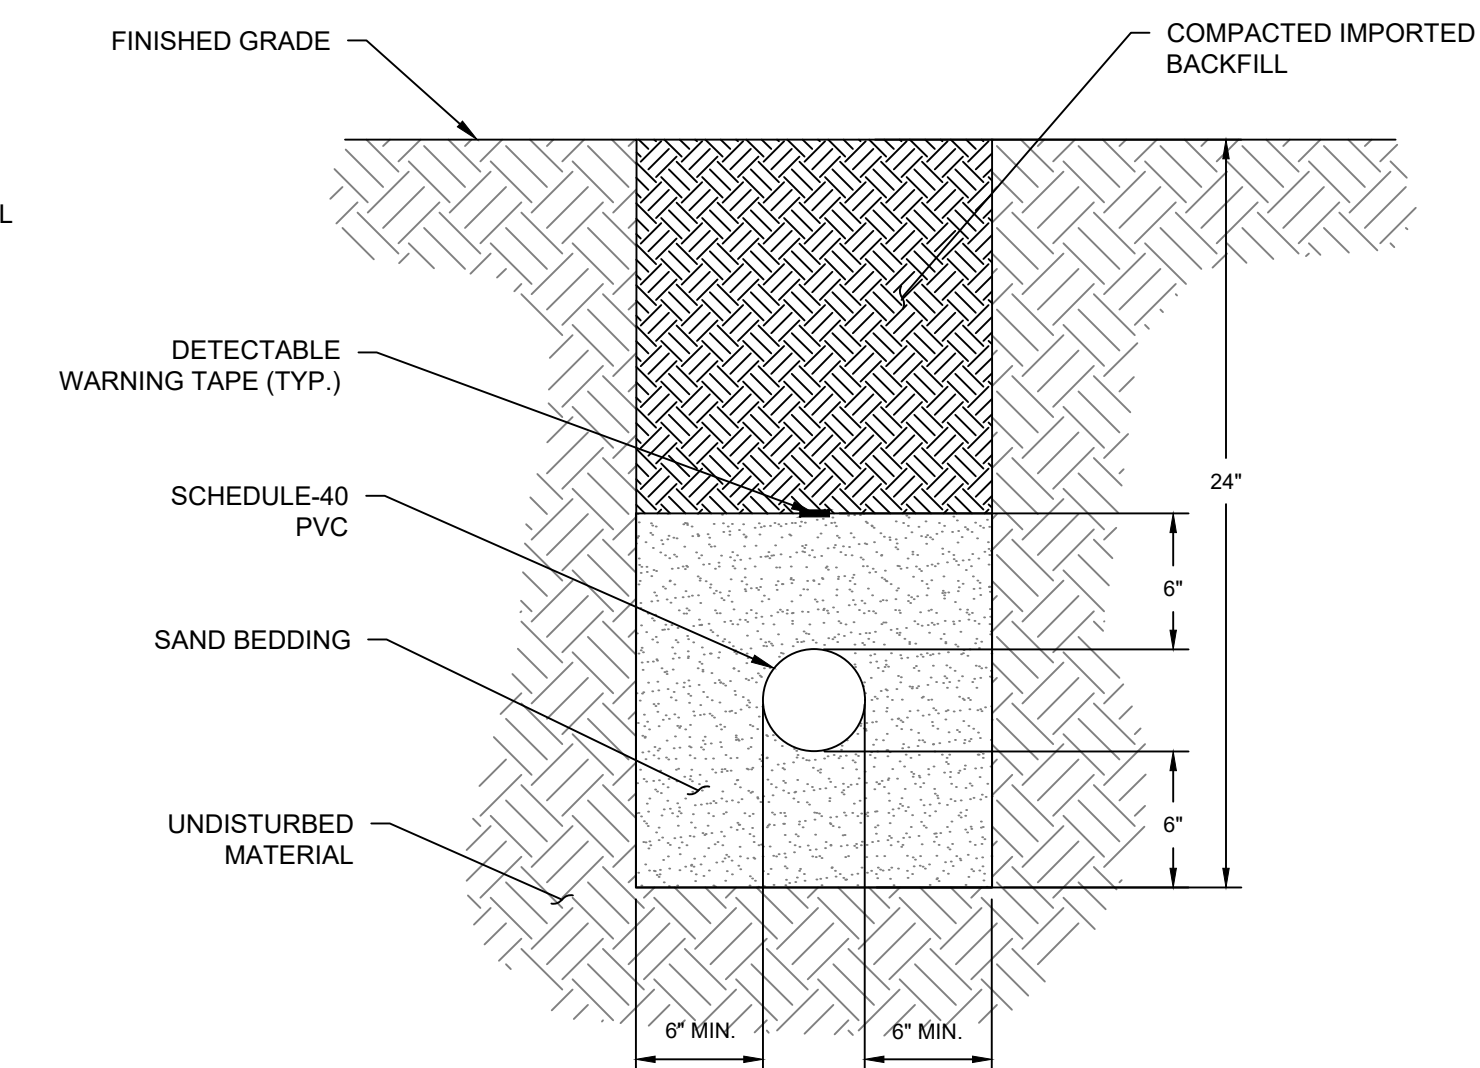 FINISHED GRADE
COMPACTED IMPORTED
BACKFILL
L
DETECTABLE
WARNING TAPE (TYP.)
SCHEDULE-40
PVC
24"
6"
SAND BEDDING
6"
UNDISTURBED
MATERIAL
6" MIN.
6" MIN.